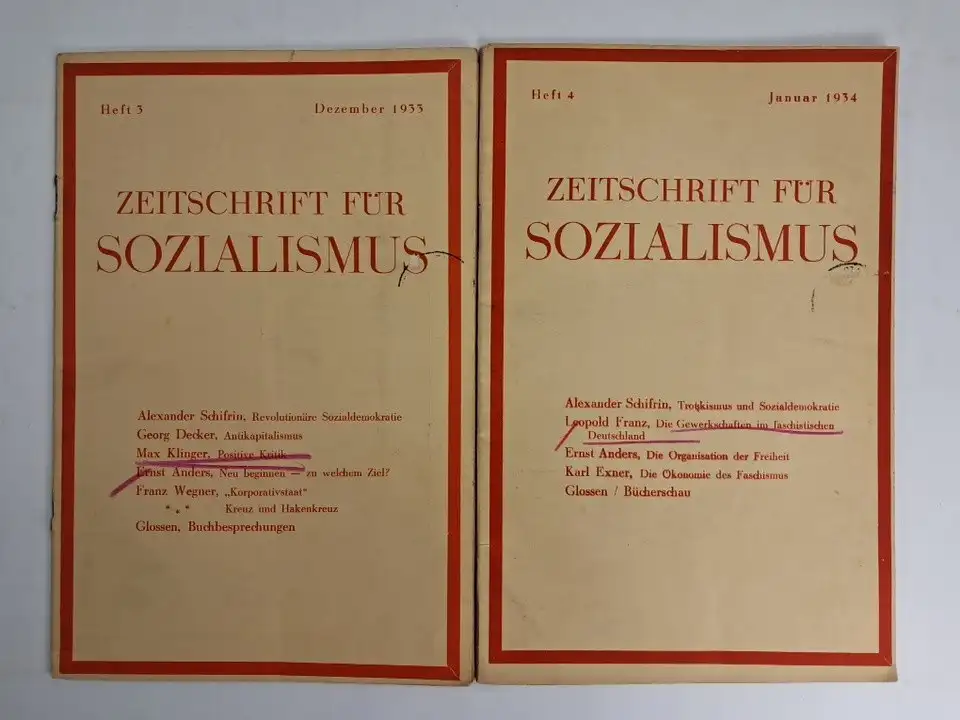 Heft 3
Dezember 1933
ZEITSCHRIFT FÜR
SOZIALISMUS
Alexander Schifrin, Revolutionäre Sozialdemokratie
Georg Decker, Antikapitalismus
Max Klinger, Positive Kritik
Ernst Anders, Neu beginnen — zu welchem Ziel?
Franz Wegner, „Korporativstaat"
* * * Kreuz und Hakenkreuz
Glossen, Buchbesprechungen
Heft 4
Januar 1934
ZEITSCHRIFT FÜR
SOZIALISMUS
Alexander Schifrin, Trotzkismus und Sozialdemokratie
Leopold Franz, Die Gewerkschaften im faschistischen
Deutschland
Ernst Anders, Die Organisation der Freiheit
Karl Exner, Die Ökonomie des Faschismus
Glossen / Bücherschau